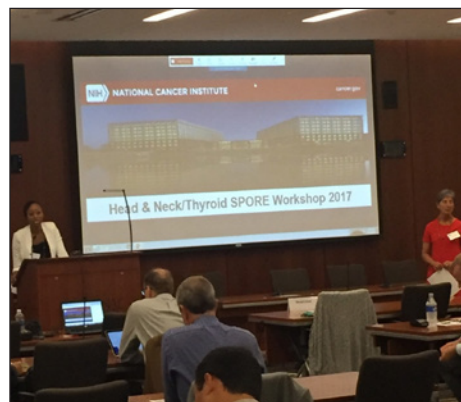 NIH NATIONAL CANCER INSTITUTE
cancer.gov
Head & Neck/Thyroid SPORE Workshop 2017